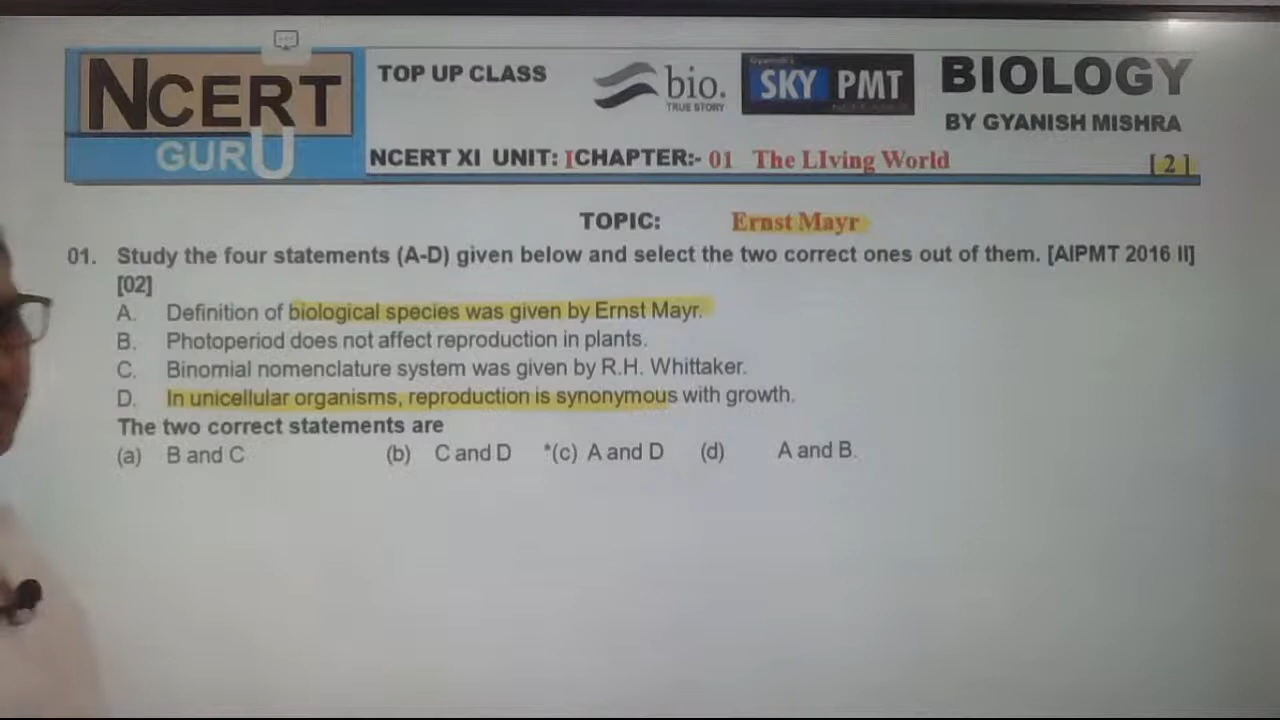 NCERT
GURU
TOP UP CLASS
bio.
TRUE STORY
SKY PMT
BIOLOGY
BY GYANISH MISHRA
NCERT XI UNIT: I CHAPTER:- 01 The LIving World [ 2 ]
TOPIC: Ernst Mayr
01. Study the four statements (A-D) given below and select the two correct ones out of them. [AIPMT 2016 II]
[02]
A. Definition of biological species was given by Ernst Mayr.
B. Photoperiod does not affect reproduction in plants.
C. Binomial nomenclature system was given by R.H. Whittaker.
D. In unicellular organisms, reproduction is synonymous with growth.
The two correct statements are
(a) B and C (b) C and D *(c) A and D (d) A and B.